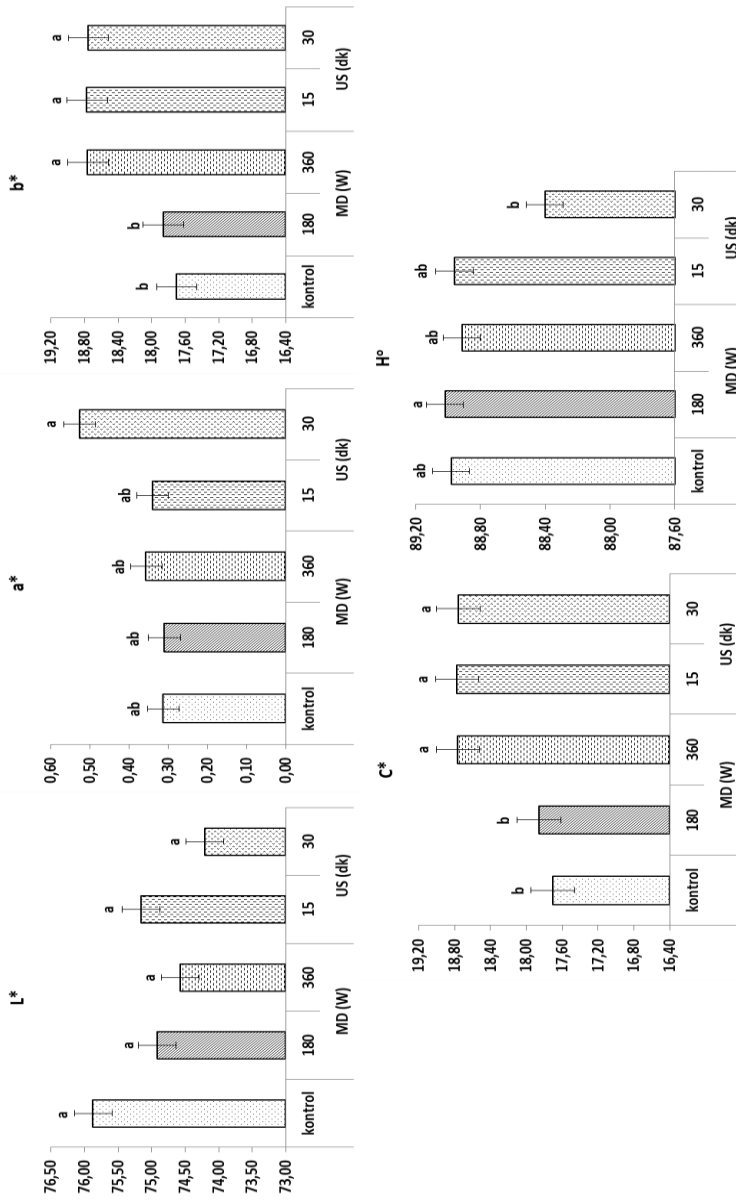 L*
76,50
76,00
75,50
75,00
74,50
74,00
73,50
73,00
a a a a a
kontrol 180 360 15 30
MD (W) US (dk)
a*
0,60
0,50
0,40
0,30
0,20
0,10
0,00
ab ab ab ab a
kontrol 180 360 15 30
MD (W) US (dk)
b*
19,20
18,80
18,40
18,00
17,60
17,20
16,80
16,40
b b a a a
kontrol 180 360 15 30
MD (W) US (dk)
C*
19,20
18,80
18,40
18,00
17,60
17,20
16,80
16,40
b b a a a
kontrol 180 360 15 30
MD (W) US (dk)
H°
89,20
88,80
88,40
88,00
87,60
ab a ab ab b
kontrol 180 360 15 30
MD (W) US (dk)